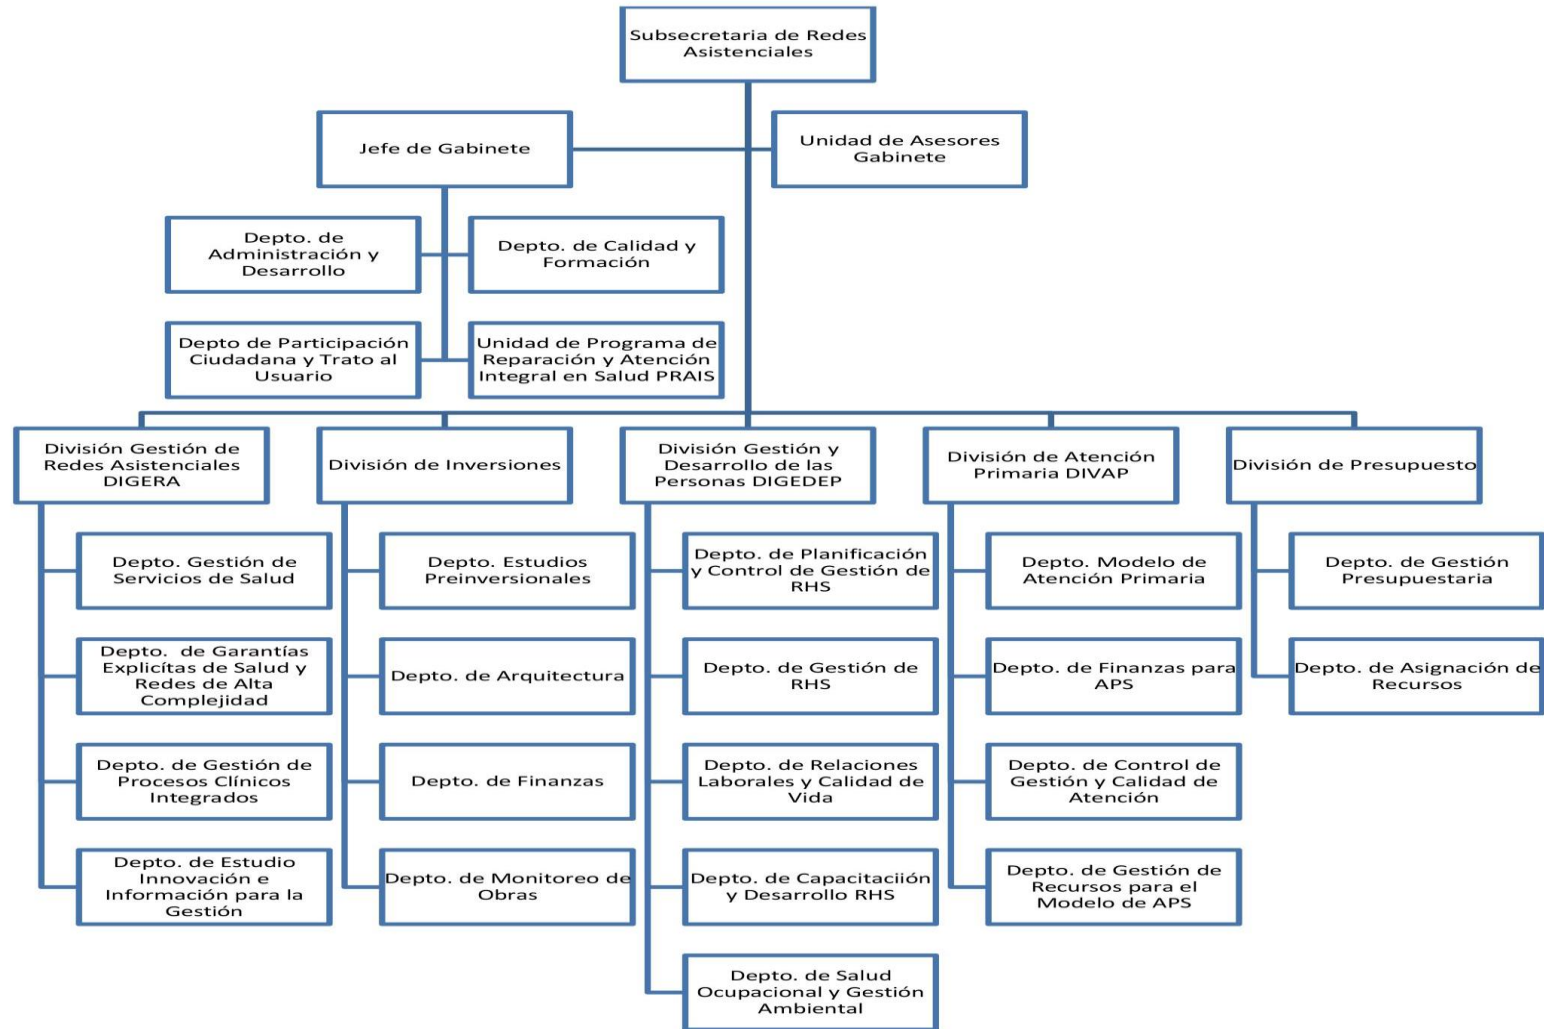 Subsecretaria de Redes
Asistenciales
Jefe de Gabinete
Unidad de Asesores
Gabinete
Depto. de
Administración y
Desarrollo
Depto. de Calidad y
Formación
Depto de Participación
Ciudadana y Trato al
Usuario
Unidad de Programa de
Reparación y Atención
Integral en Salud PRAIS
División Gestión de
Redes Asistenciales
DIGERA
División de Inversiones
División Gestión y
Desarrollo de las
Personas DIGEDEP
División de Atención
Primaria DIVAP
División de Presupuesto
Depto. Gestión de
Servicios de Salud
Depto. Estudios
Preinversionales
Depto. de Planificación
y Control de Gestión de
RHS
Depto. Modelo de
Atención Primaria
Depto. de Gestión
Presupuestaria
Depto. de Garantías
Explicítas de Salud y
Redes de Alta
Complejidad
Depto. de Arquitectura
Depto. de Gestión de
RHS
Depto. de Finanzas para
APS
Depto. de Asignación de
Recursos
Depto. de Gestión de
Procesos Clínicos
Integrados
Depto. de Finanzas
Depto. de Relaciones
Laborales y Calidad de
Vida
Depto. de Control de
Gestión y Calidad de
Atención
Depto. de Estudio
Innovación e
Información para la
Gestión
Depto. de Monitoreo de
Obras
Depto. de Capacitaciión
y Desarrollo RHS
Depto. de Gestión de
Recursos para el
Modelo de APS
Depto. de Salud
Ocupacional y Gestión
Ambiental